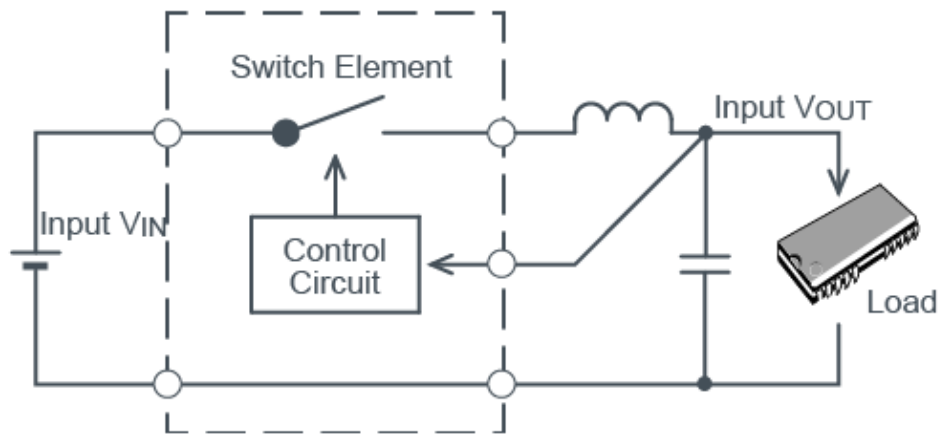 Switch Element
Input VOUT
Input VIN
Control
Circuit
Load